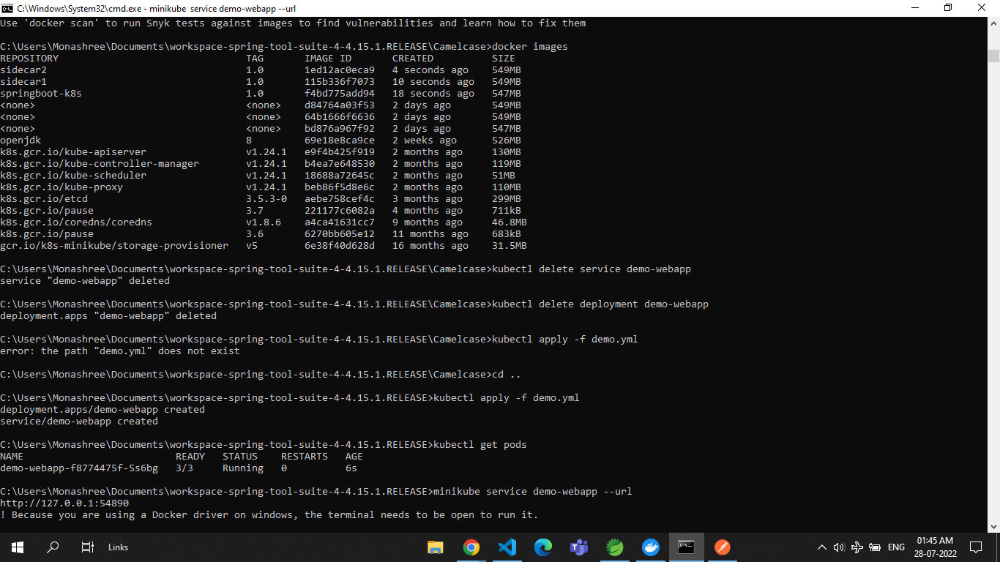 C:\Windows\System32\cmd.exe - minikube service demo-webapp --url
Use 'docker scan' to run Snyk tests against images to find vulnerabilities and learn how to fix them
C:\Users\Monashree\Documents\workspace-spring-tool-suite-4-4.15.1.RELEASE\Camelcase>docker images
REPOSITORY TAG IMAGE ID CREATED SIZE
sidecar2 1.0 1ed12ac0eca9 4 seconds ago 549MB
sidecar1 1.0 115b336f7073 10 seconds ago 549MB
springboot-k8s 1.0 f4bd775add94 18 seconds ago 547MB
<none> <none> d84764a03f53 2 days ago 549MB
<none> <none> 64b1666f6636 2 days ago 549MB
<none> <none> bd876a967f92 2 days ago 547MB
openjdk 8 69e18e8ca9ce 2 weeks ago 526MB
k8s.gcr.io/kube-apiserver v1.24.1 e9f4b425f919 2 months ago 130MB
k8s.gcr.io/kube-controller-manager v1.24.1 b4ea7e648530 2 months ago 119MB
k8s.gcr.io/kube-scheduler v1.24.1 18688a72645c 2 months ago 51MB
k8s.gcr.io/kube-proxy v1.24.1 beb86f5d8e6c 2 months ago 110MB
k8s.gcr.io/etcd 3.5.3-0 aebe758cef4c 3 months ago 299MB
k8s.gcr.io/pause 3.7 221177c6082a 4 months ago 711kB
k8s.gcr.io/coredns/coredns v1.8.6 a4ca41631cc7 9 months ago 46.8MB
k8s.gcr.io/pause 3.6 6270bb605e12 11 months ago 683kB
gcr.io/k8s-minikube/storage-provisioner v5 6e38f40d628d 16 months ago 31.5MB
C:\Users\Monashree\Documents\workspace-spring-tool-suite-4-4.15.1.RELEASE\Camelcase>kubectl delete service demo-webapp
service "demo-webapp" deleted
C:\Users\Monashree\Documents\workspace-spring-tool-suite-4-4.15.1.RELEASE\Camelcase>kubectl delete deployment demo-webapp
deployment.apps "demo-webapp" deleted
C:\Users\Monashree\Documents\workspace-spring-tool-suite-4-4.15.1.RELEASE\Camelcase>kubectl apply -f demo.yml
error: the path "demo.yml" does not exist
C:\Users\Monashree\Documents\workspace-spring-tool-suite-4-4.15.1.RELEASE\Camelcase>cd ..
C:\Users\Monashree\Documents\workspace-spring-tool-suite-4-4.15.1.RELEASE>kubectl apply -f demo.yml
deployment.apps/demo-webapp created
service/demo-webapp created
C:\Users\Monashree\Documents\workspace-spring-tool-suite-4-4.15.1.RELEASE>kubectl get pods
NAME READY STATUS RESTARTS AGE
demo-webapp-f8774475f-5s6bg 3/3 Running 0 6s
C:\Users\Monashree\Documents\workspace-spring-tool-suite-4-4.15.1.RELEASE>minikube service demo-webapp --url
http://127.0.0.1:54890
! Because you are using a Docker driver on windows, the terminal needs to be open to run it.
Links
ENG
01:45 AM
28-07-2022